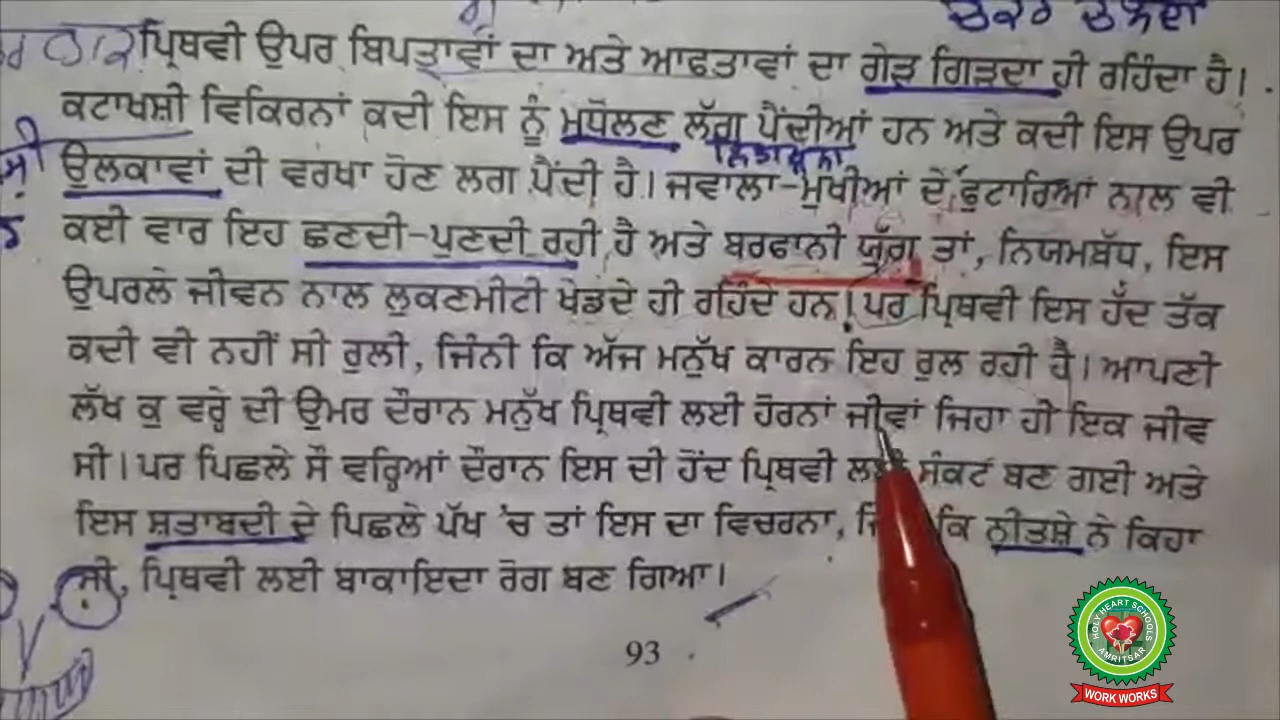 ਚੱਕਰ ਚੱਲਦਾ
ਪ੍ਰਿਥਵੀ ਉਪਰ ਬਿਪਤਾਵਾਂ ਦਾ ਅਤੇ ਆਫਤਾਵਾਂ ਦਾ ਗੇੜ ਗਿੜਦਾ ਹੀ ਰਹਿੰਦਾ ਹੈ।
ਕਟਾਖਸ਼ੀ ਵਿਕਿਰਨਾਂ ਕਦੀ ਇਸ ਨੂੰ ਮਧੋਲਣ ਲੱਗ ਪੈਂਦੀਆਂ ਹਨ ਅਤੇ ਕਦੀ ਇਸ ਉਪਰ
ਉਲਕਾਵਾਂ ਦੀ ਵਰਖਾ ਹੋਣ ਲਗ ਪੈਂਦੀ ਹੈ। ਜਵਾਲਾ-ਮੁਖੀਆਂ ਦੇ ਫੁਟਾਰਿਆਂ ਨਾਲ ਵੀ
ਕਈ ਵਾਰ ਇਹ ਛਣਦੀ-ਪੁਣਦੀ ਰਹੀ ਹੈ ਅਤੇ ਬਰਫਾਨੀ ਯੁੱਗ ਤਾਂ, ਨਿਯਮਬੱਧ, ਇਸ
ਉਪਰਲੇ ਜੀਵਨ ਨਾਲ ਲੁਕਣਮੀਟੀ ਖੇਡਦੇ ਹੀ ਰਹਿੰਦੇ ਹਨ। ਪਰ ਪ੍ਰਿਥਵੀ ਇਸ ਹੱਦ ਤੱਕ
ਕਦੀ ਵੀ ਨਹੀਂ ਸੀ ਰੁਲੀ, ਜਿੰਨੀ ਕਿ ਅੱਜ ਮਨੁੱਖ ਕਾਰਨ ਇਹ ਰੁਲ ਰਹੀ ਹੈ। ਆਪਣੀ
ਲੱਖ ਕੁ ਵਰ੍ਹੇ ਦੀ ਉਮਰ ਦੌਰਾਨ ਮਨੁੱਖ ਪ੍ਰਿਥਵੀ ਲਈ ਹੋਰਨਾਂ ਜੀਵਾਂ ਜਿਹਾ ਹੀ ਇਕ ਜੀਵ
ਸੀ। ਪਰ ਪਿਛਲੇ ਸੌ ਵਰ੍ਹਿਆਂ ਦੌਰਾਨ ਇਸ ਦੀ ਹੋਂਦ ਪ੍ਰਿਥਵੀ ਸੰਕਟ ਬਣ ਗਈ ਅਤੇ
ਇਸ ਸ਼ਤਾਬਦੀ ਦੇ ਪਿਛਲੇ ਪੱਖ 'ਚ ਤਾਂ ਇਸ ਦਾ ਵਿਚਰਨਾ, ਕਿ ਨੀਤਸ਼ੇ ਨੇ ਕਿਹਾ
ਸੀ, ਪ੍ਰਿਥਵੀ ਲਈ ਬਾਕਾਇਦਾ ਰੋਗ ਬਣ ਗਿਆ।
93
HOLY HEART SCHOOLS
AMRITSAR
WORK WORKS